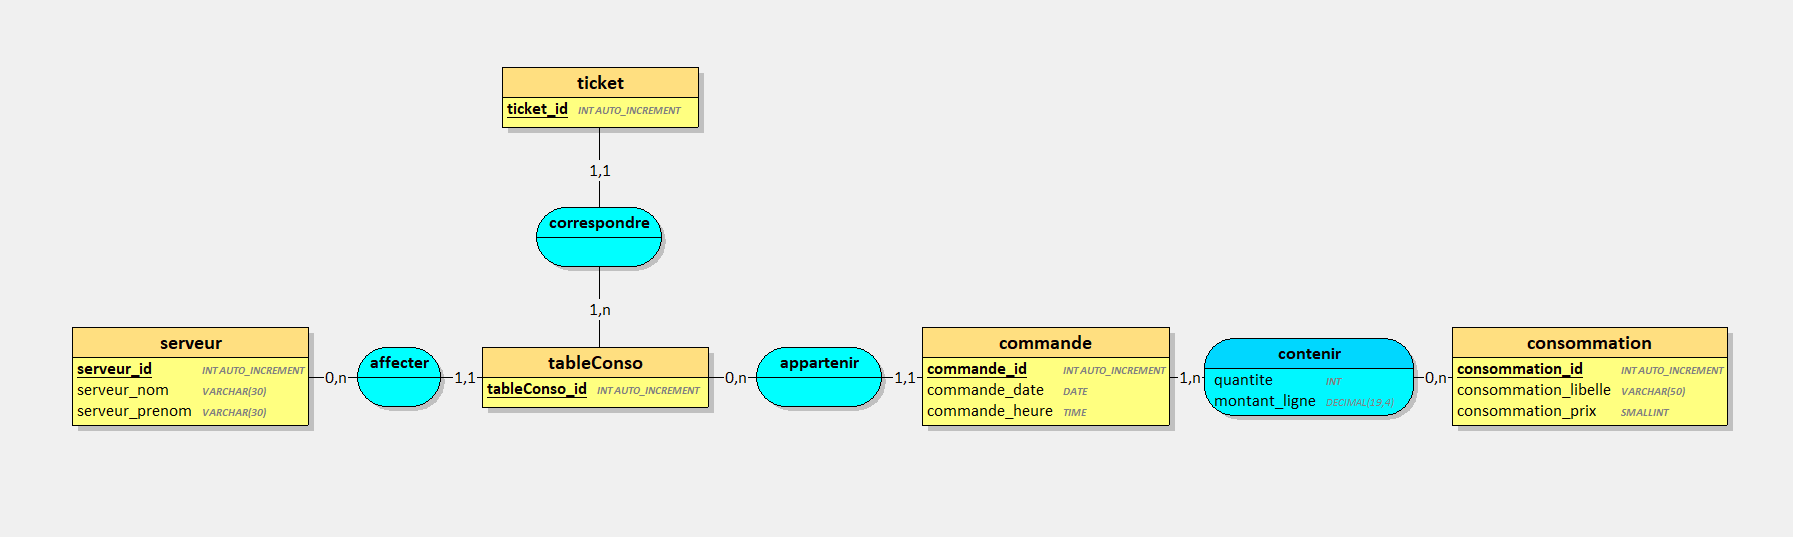 ticket
ticket_id INT AUTO_INCREMENT
1,1
correspondre
1,n
serveur
serveur_id INT AUTO_INCREMENT
serveur_nom VARCHAR(30)
serveur_prenom VARCHAR(30)
0,n
affecter
1,1
tableConso
tableConso_id INT AUTO_INCREMENT
0,n
appartenir
1,1
commande
commande_id INT AUTO_INCREMENT
commande_date DATE
commande_heure TIME
1,n
contenir
quantite INT
montant_ligne DECIMAL(19,4)
0,n
consommation
consommation_id INT AUTO_INCREMENT
consommation_libelle VARCHAR(50)
consommation_prix SMALLINT